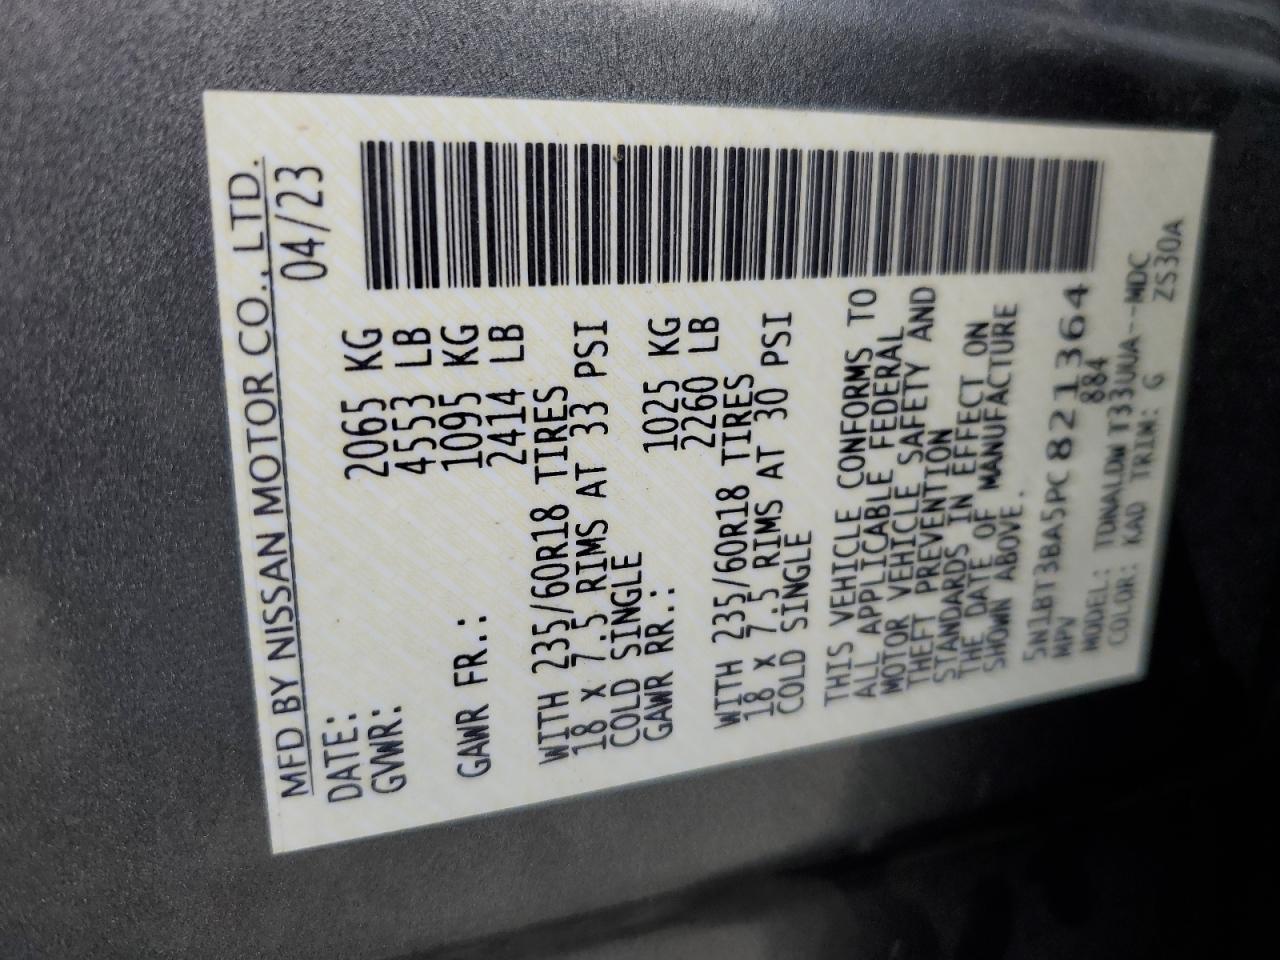 MFD BY NISSAN MOTOR CO., LTD.
DATE: 04/23
GVWR: 2065 KG
4553 LB
GAWR FR.: 1095 KG
2414 LB
WITH 235/60R18 TIRES
18 X 7.5 RIMS AT 33 PSI
COLD SINGLE
GAWR RR.: 1025 KG
2260 LB
WITH 235/60R18 TIRES
18 X 7.5 RIMS AT 30 PSI
COLD SINGLE
THIS VEHICLE CONFORMS TO
ALL APPLICABLE FEDERAL
MOTOR VEHICLE SAFETY AND
THEFT PREVENTION
STANDARDS IN EFFECT ON
THE DATE OF MANUFACTURE
SHOWN ABOVE.
5N1BT3BA5PC821364
MPV 884
MODEL: TDNALDW T33UUA--MDC
COLOR: KAD TRIM: G ZS30A